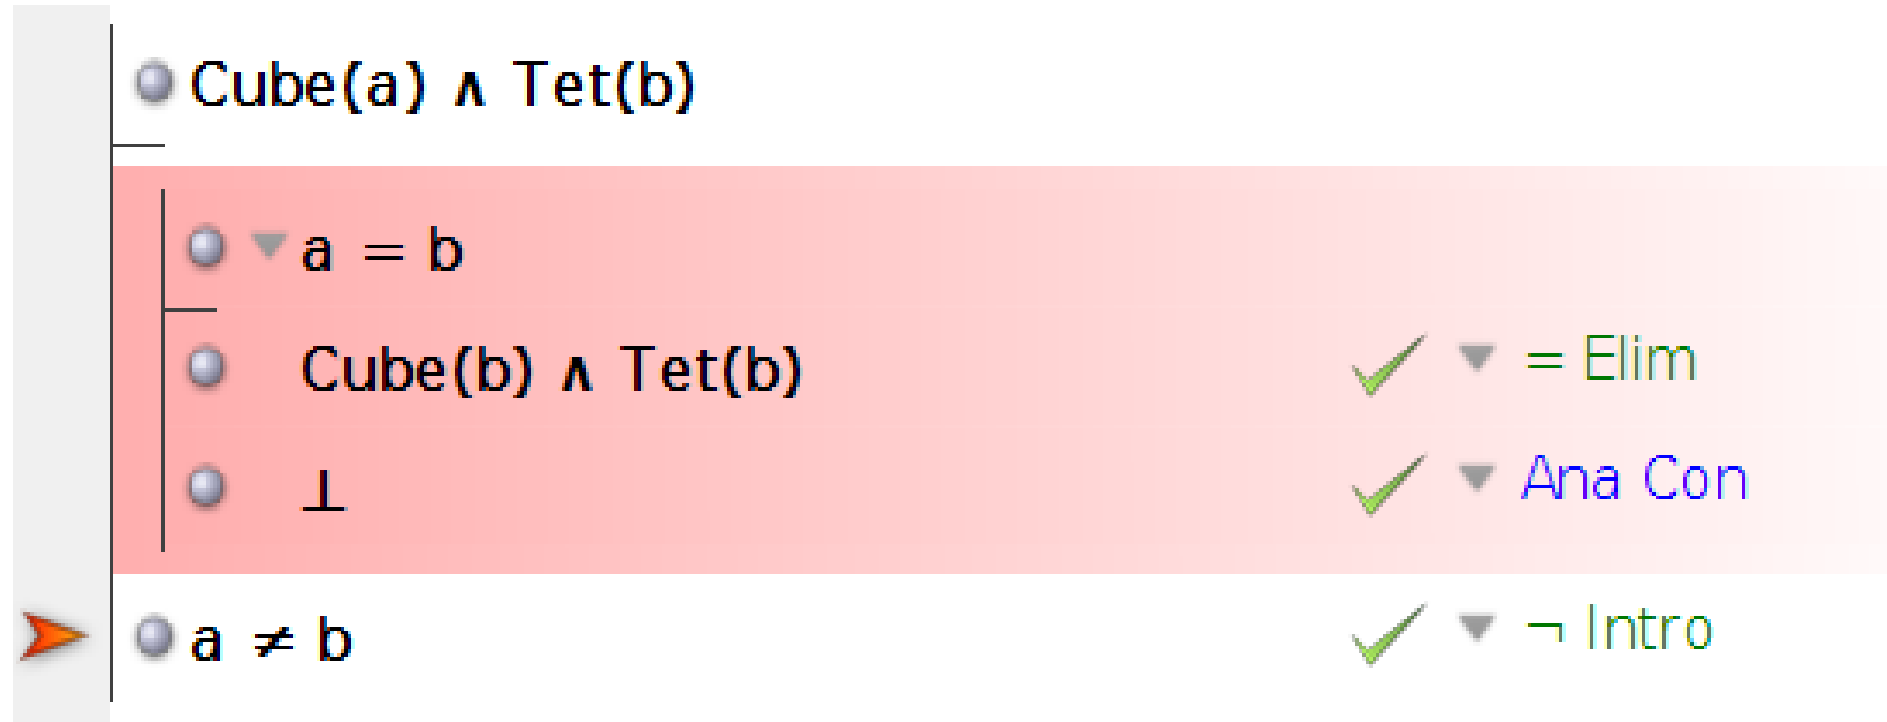 Cube(a) ∧ Tet(b)
a = b
Cube(b) ∧ Tet(b) = Elim
⊥ Ana Con
a ≠ b ¬ Intro